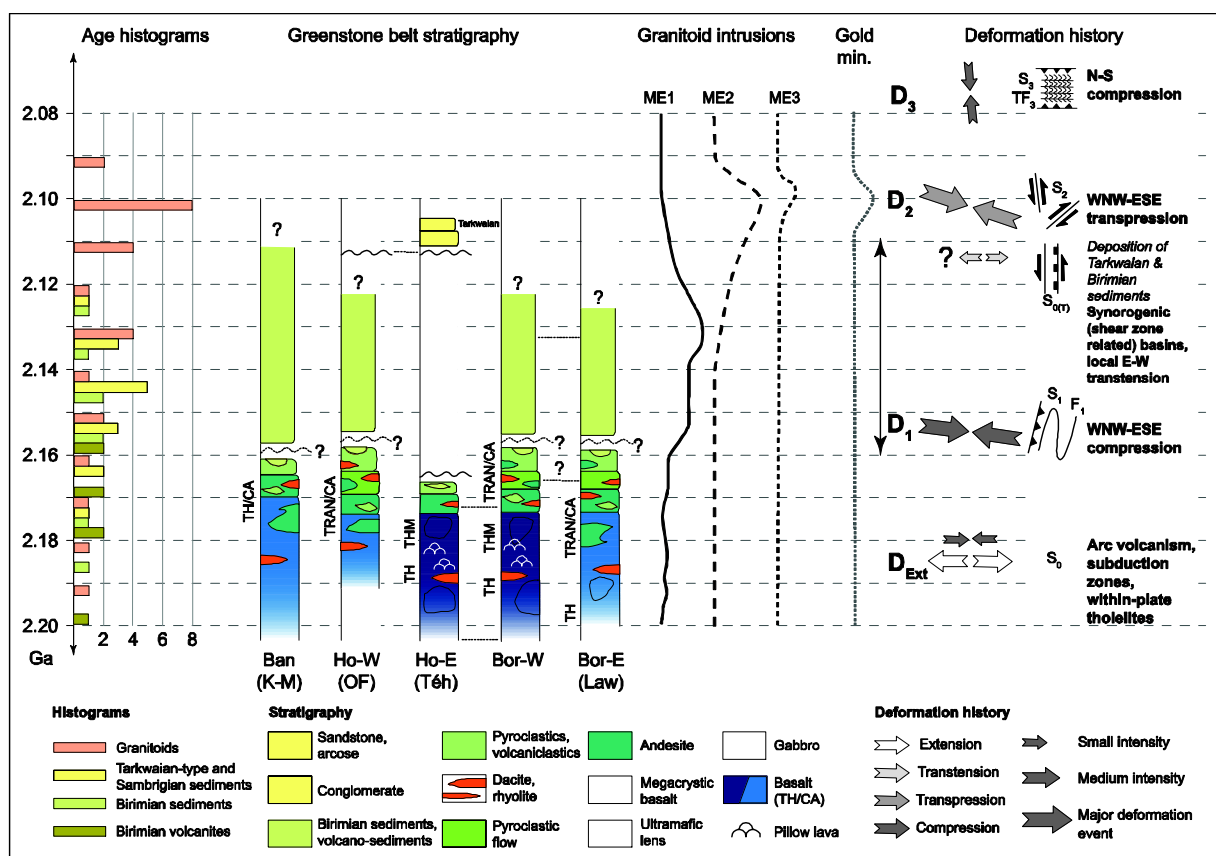 Age histograms
Greenstone belt stratigraphy
Granitoid intrusions
Gold
min.
Deformation history
ME1
ME2
ME3
2.08
2.10
2.12
2.14
2.16
2.18
2.20
Ga
2
4
6
8
?
?
Tarkwaian
?
?
?
?
?
?
?
TH/CA
TRAN/CA
THM
TH
TRAN/CA
THM
TH
TRAN/CA
TH
Ban
(K-M)
Ho-W
(OF)
Ho-E
(Téh)
Bor-W
Bor-E
(Law)
D3
S3
TF3
N-S
compression
D2
S2
WNW-ESE
transpression
?
S0(T)
Deposition of
Tarkwaian &
Birimian
sediments
Synorogenic
(shear zone
related) basins,
local E-W
transtension
D1
S1
F1
WNW-ESE
compression
DExt
S0
Arc volcanism,
subduction
zones,
within-plate
tholeiites
Histograms
Granitoids
Tarkwaian-type and
Sambrigian sediments
Birimian sediments
Birimian volcanites
Stratigraphy
Sandstone,
arcose
Conglomerate
Birimian sediments,
volcano-sediments
Pyroclastics,
volcaniclastics
Dacite,
rhyolite
Pyroclastic
flow
Andesite
Megacrystic
basalt
Ultramafic
lens
Gabbro
Basalt
(TH/CA)
Pillow lava
Deformation history
Extension
Transtension
Transpression
Compression
Small intensity
Medium intensity
Major deformation
event